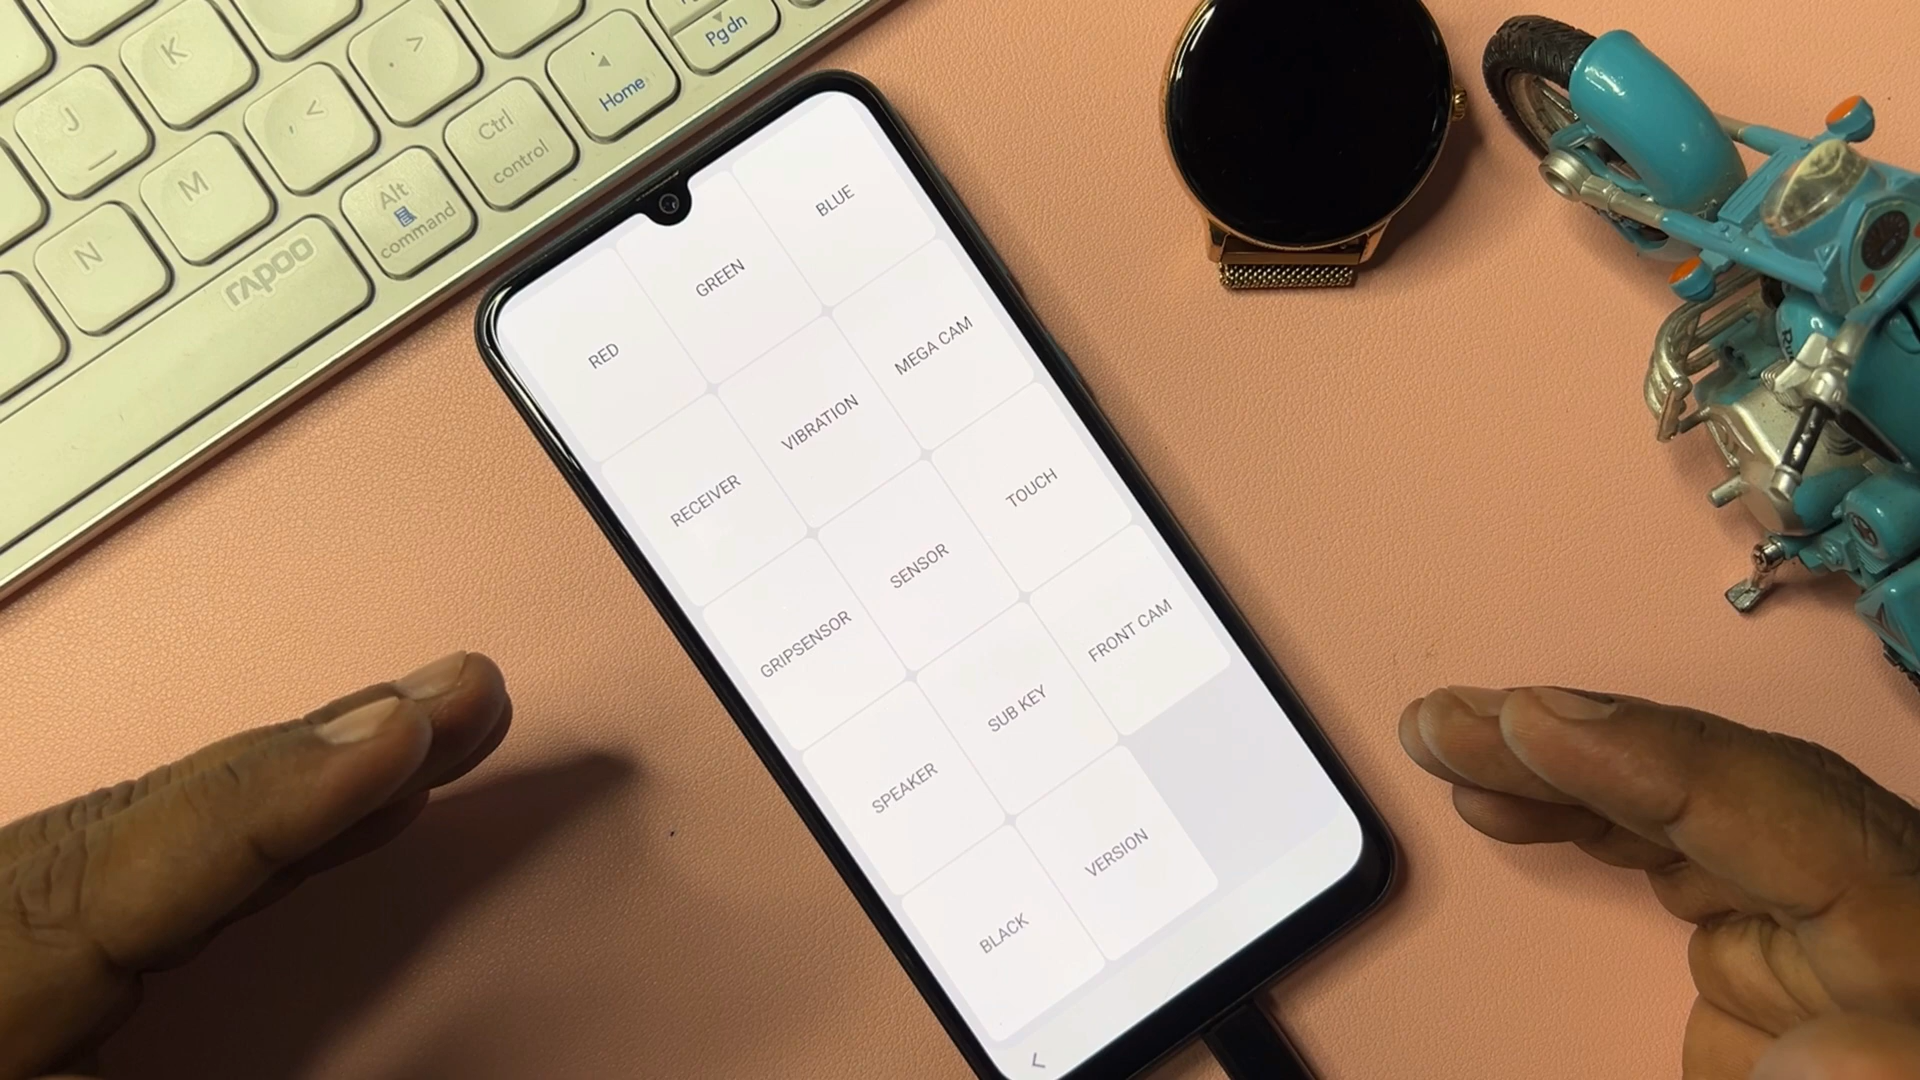 RED
GREEN
BLUE
RECEIVER
VIBRATION
MEGA CAM
GRIPSENSOR
SENSOR
TOUCH
SPEAKER
SUB KEY
FRONT CAM
BLACK
VERSION
K
>
Pgdn
J
< ,
Ctrl
control
Home
M
Alt
command
N
rapoo